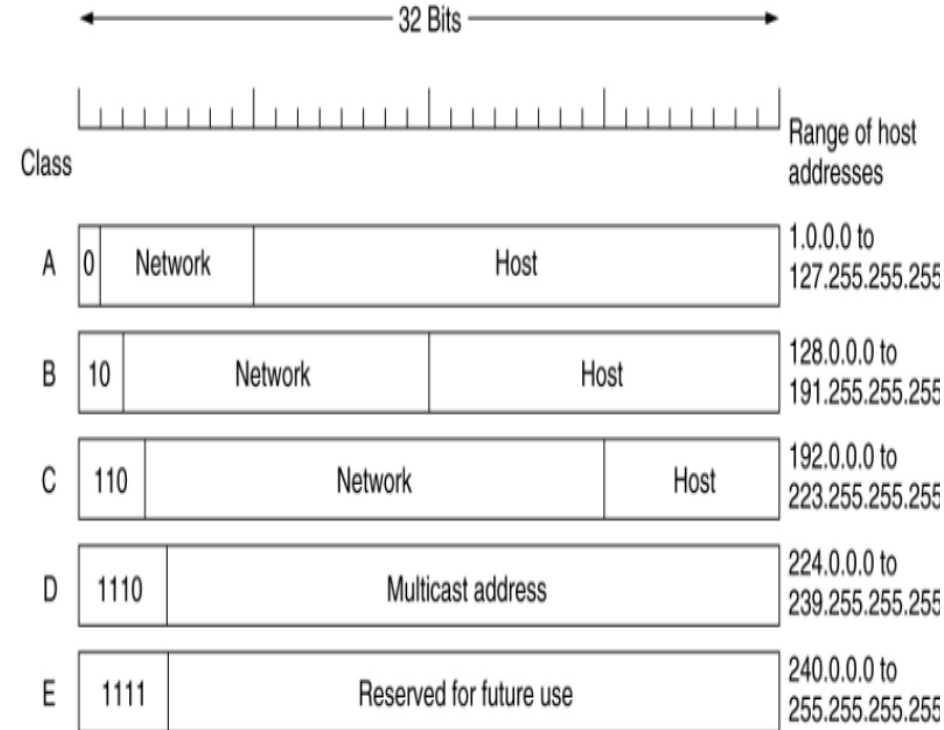 32 Bits
Range of host
addresses
Class
A 0 Network Host 1.0.0.0 to
127.255.255.255
B 10 Network Host 128.0.0.0 to
191.255.255.255
C 110 Network Host 192.0.0.0 to
223.255.255.255
D 1110 Multicast address 224.0.0.0 to
239.255.255.255
E 1111 Reserved for future use 240.0.0.0 to
255.255.255.255